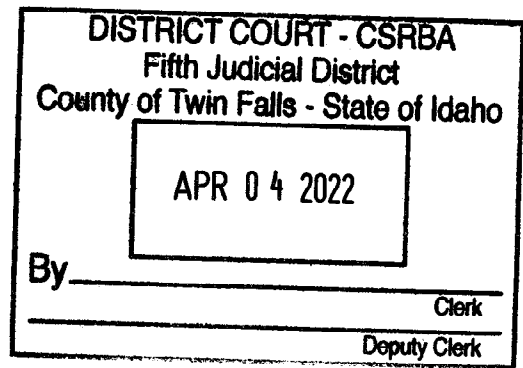 DISTRICT COURT - CSRBA
Fifth Judicial District
County of Twin Falls - State of Idaho
APR 04 2022
By
Clerk
Deputy Clerk